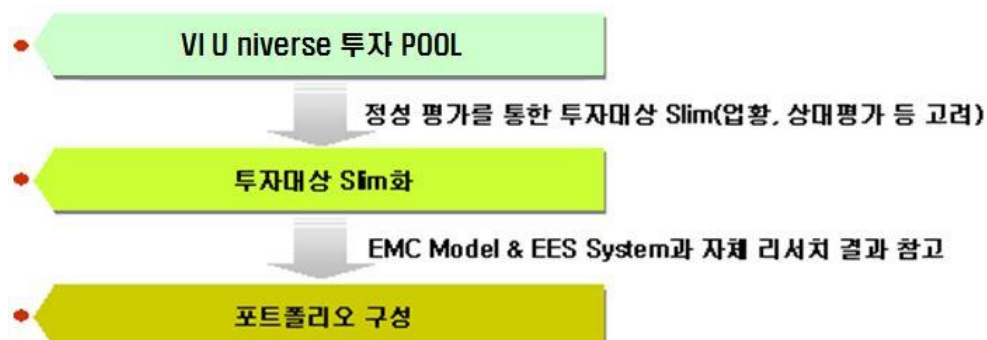 VI U niverse 투자 POOL
정성 평가를 통한 투자대상 Slim(업황, 상대평가 등 고려)
투자대상 Slim화
EMC Model & EES System과 자체 리서치 결과 참고
포트폴리오 구성